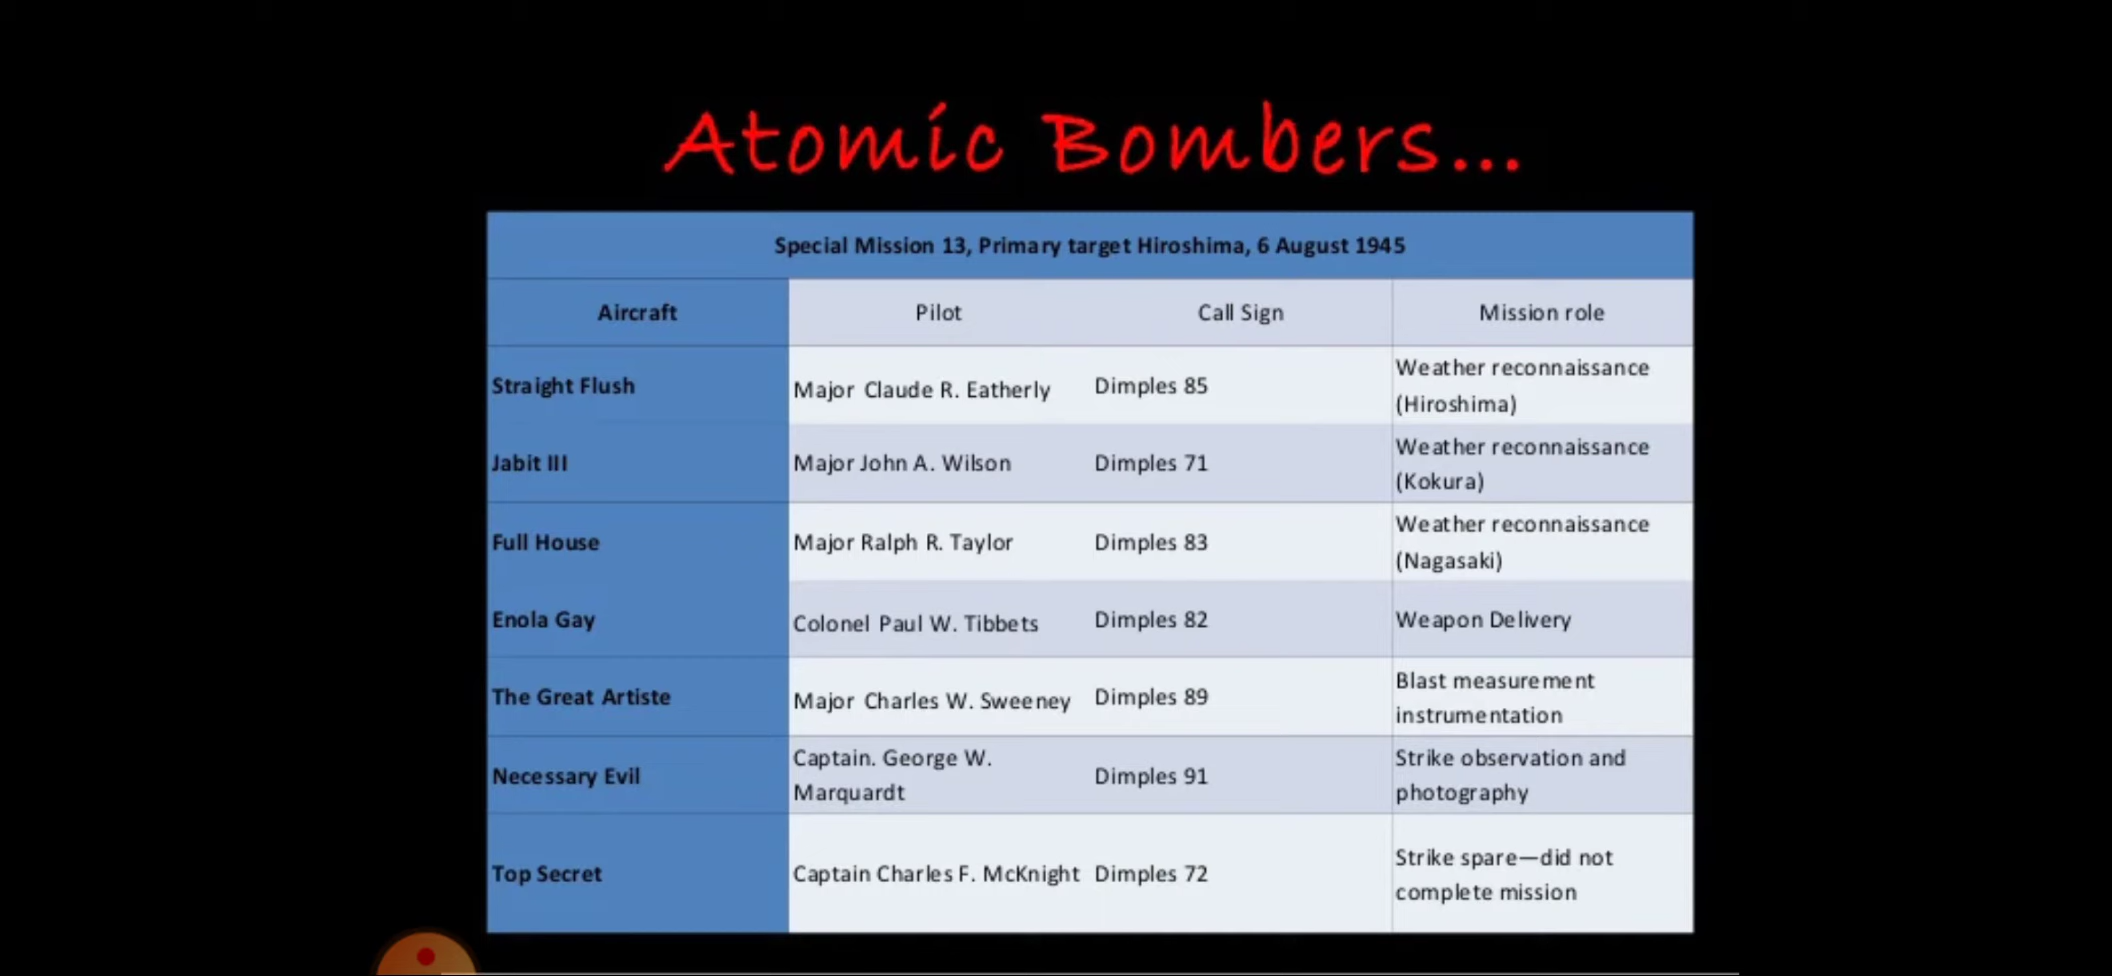 Atomic Bombers...
Special Mission 13, Primary target Hiroshima, 6 August 1945
Aircraft Pilot Call Sign Mission role
Straight Flush Major Claude R. Eatherly Dimples 85 Weather reconnaissance
(Hiroshima)
Jabit III Major John A. Wilson Dimples 71 Weather reconnaissance
(Kokura)
Full House Major Ralph R. Taylor Dimples 83 Weather reconnaissance
(Nagasaki)
Enola Gay Colonel Paul W. Tibbets Dimples 82 Weapon Delivery
The Great Artiste Major Charles W. Sweeney Dimples 89 Blast measurement
instrumentation
Necessary Evil Captain. George W.
Marquardt Dimples 91 Strike observation and
photography
Top Secret Captain Charles F. McKnight Dimples 72 Strike spare—did not
complete mission